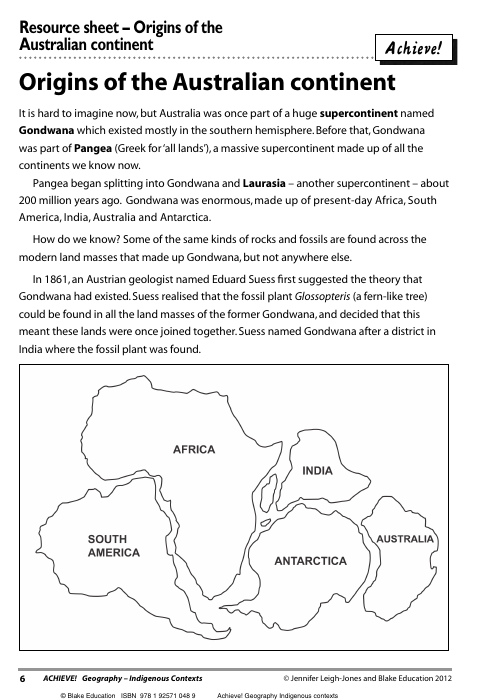 Resource sheet – Origins of the
Australian continent
Achieve!
Origins of the Australian continent
It is hard to imagine now, but Australia was once part of a huge supercontinent named
Gondwana which existed mostly in the southern hemisphere. Before that, Gondwana
was part of Pangea (Greek for 'all lands'), a massive supercontinent made up of all the
continents we know now.
Pangea began splitting into Gondwana and Laurasia – another supercontinent – about
200 million years ago. Gondwana was enormous, made up of present-day Africa, South
America, India, Australia and Antarctica.
How do we know? Some of the same kinds of rocks and fossils are found across the
modern land masses that made up Gondwana, but not anywhere else.
In 1861, an Austrian geologist named Eduard Suess first suggested the theory that
Gondwana had existed. Suess realised that the fossil plant Glossopteris (a fern-like tree)
could be found in all the land masses of the former Gondwana, and decided that this
meant these lands were once joined together. Suess named Gondwana after a district in
India where the fossil plant was found.
AFRICA
INDIA
SOUTH
AMERICA
ANTARCTICA
AUSTRALIA
6 ACHIEVE! Geography – Indigenous Contexts
© Jennifer Leigh-Jones and Blake Education 2012
© Blake Education ISBN 978 1 92571 048 9 Achieve! Geography Indigenous contexts